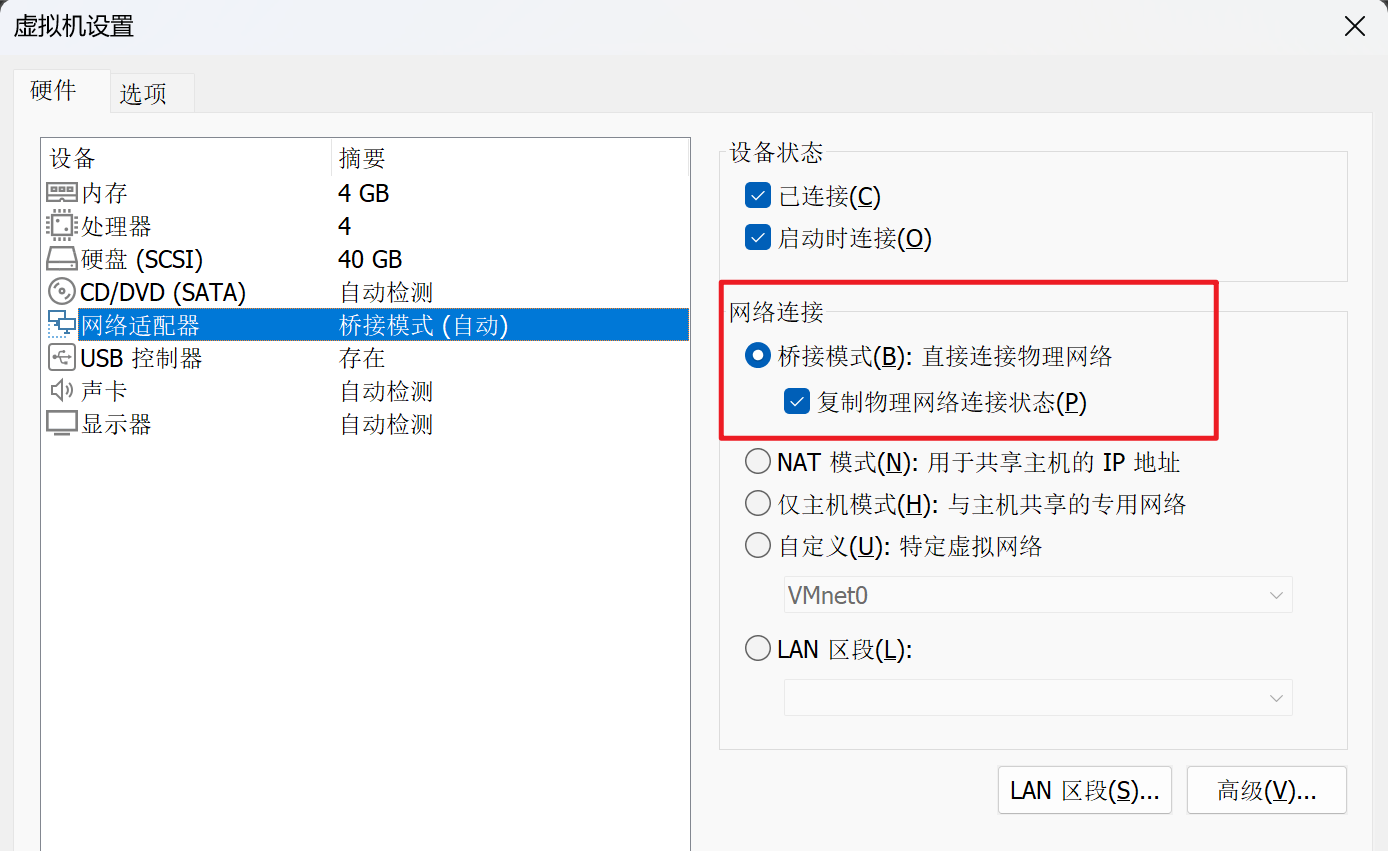 虚拟机设置
硬件 选项
设备 摘要
内存 4 GB
处理器 4
硬盘 (SCSI) 40 GB
CD/DVD (SATA) 自动检测
网络适配器 桥接模式 (自动)
USB 控制器 存在
声卡 自动检测
显示器 自动检测
设备状态
已连接(C)
启动时连接(O)
网络连接
桥接模式(B): 直接连接物理网络
复制物理网络连接状态(P)
NAT 模式(N): 用于共享主机的 IP 地址
仅主机模式(H): 与主机共享的专用网络
自定义(U): 特定虚拟网络
VMnet0
LAN 区段(L):
LAN 区段(S)... 高级(V)...